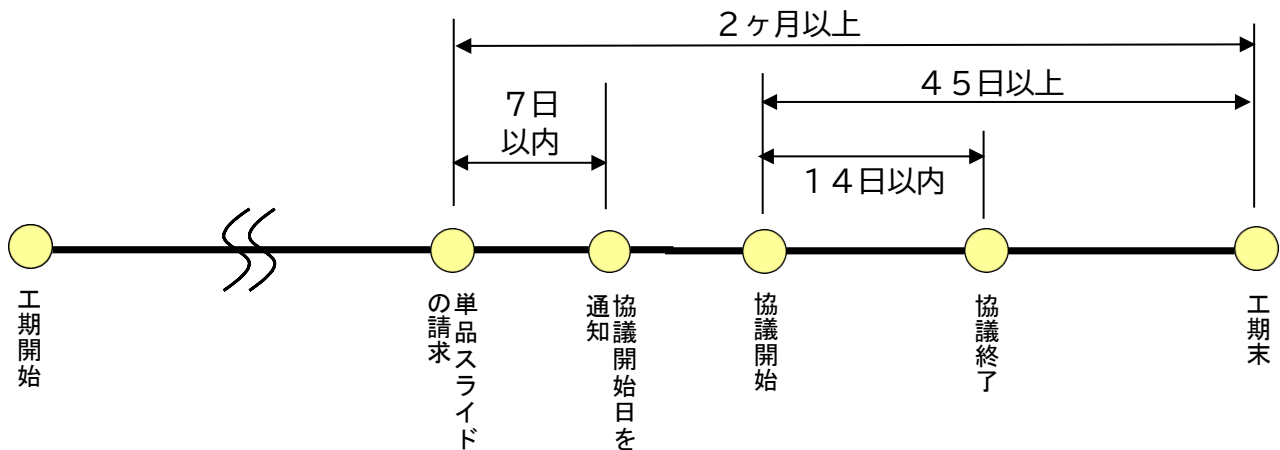 ２ヶ月以上
４５日以上
７日
以内
１４日以内
工期開始
単品スライド
の請求
協議開始日を
通知
協議開始
協議終了
工期末